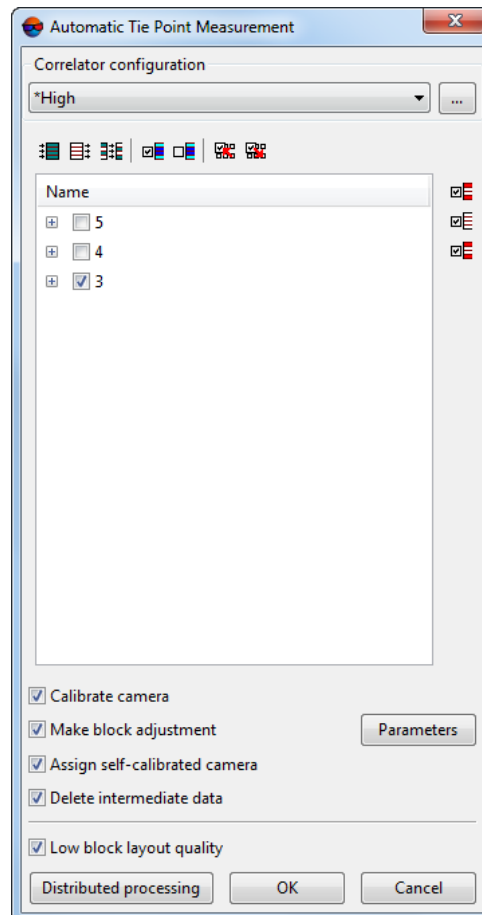 Automatic Tie Point Measurement
Correlator configuration
*High
...
Name
5
4
3
Calibrate camera
Make block adjustment
Parameters
Assign self-calibrated camera
Delete intermediate data
Low block layout quality
Distributed processing
OK
Cancel